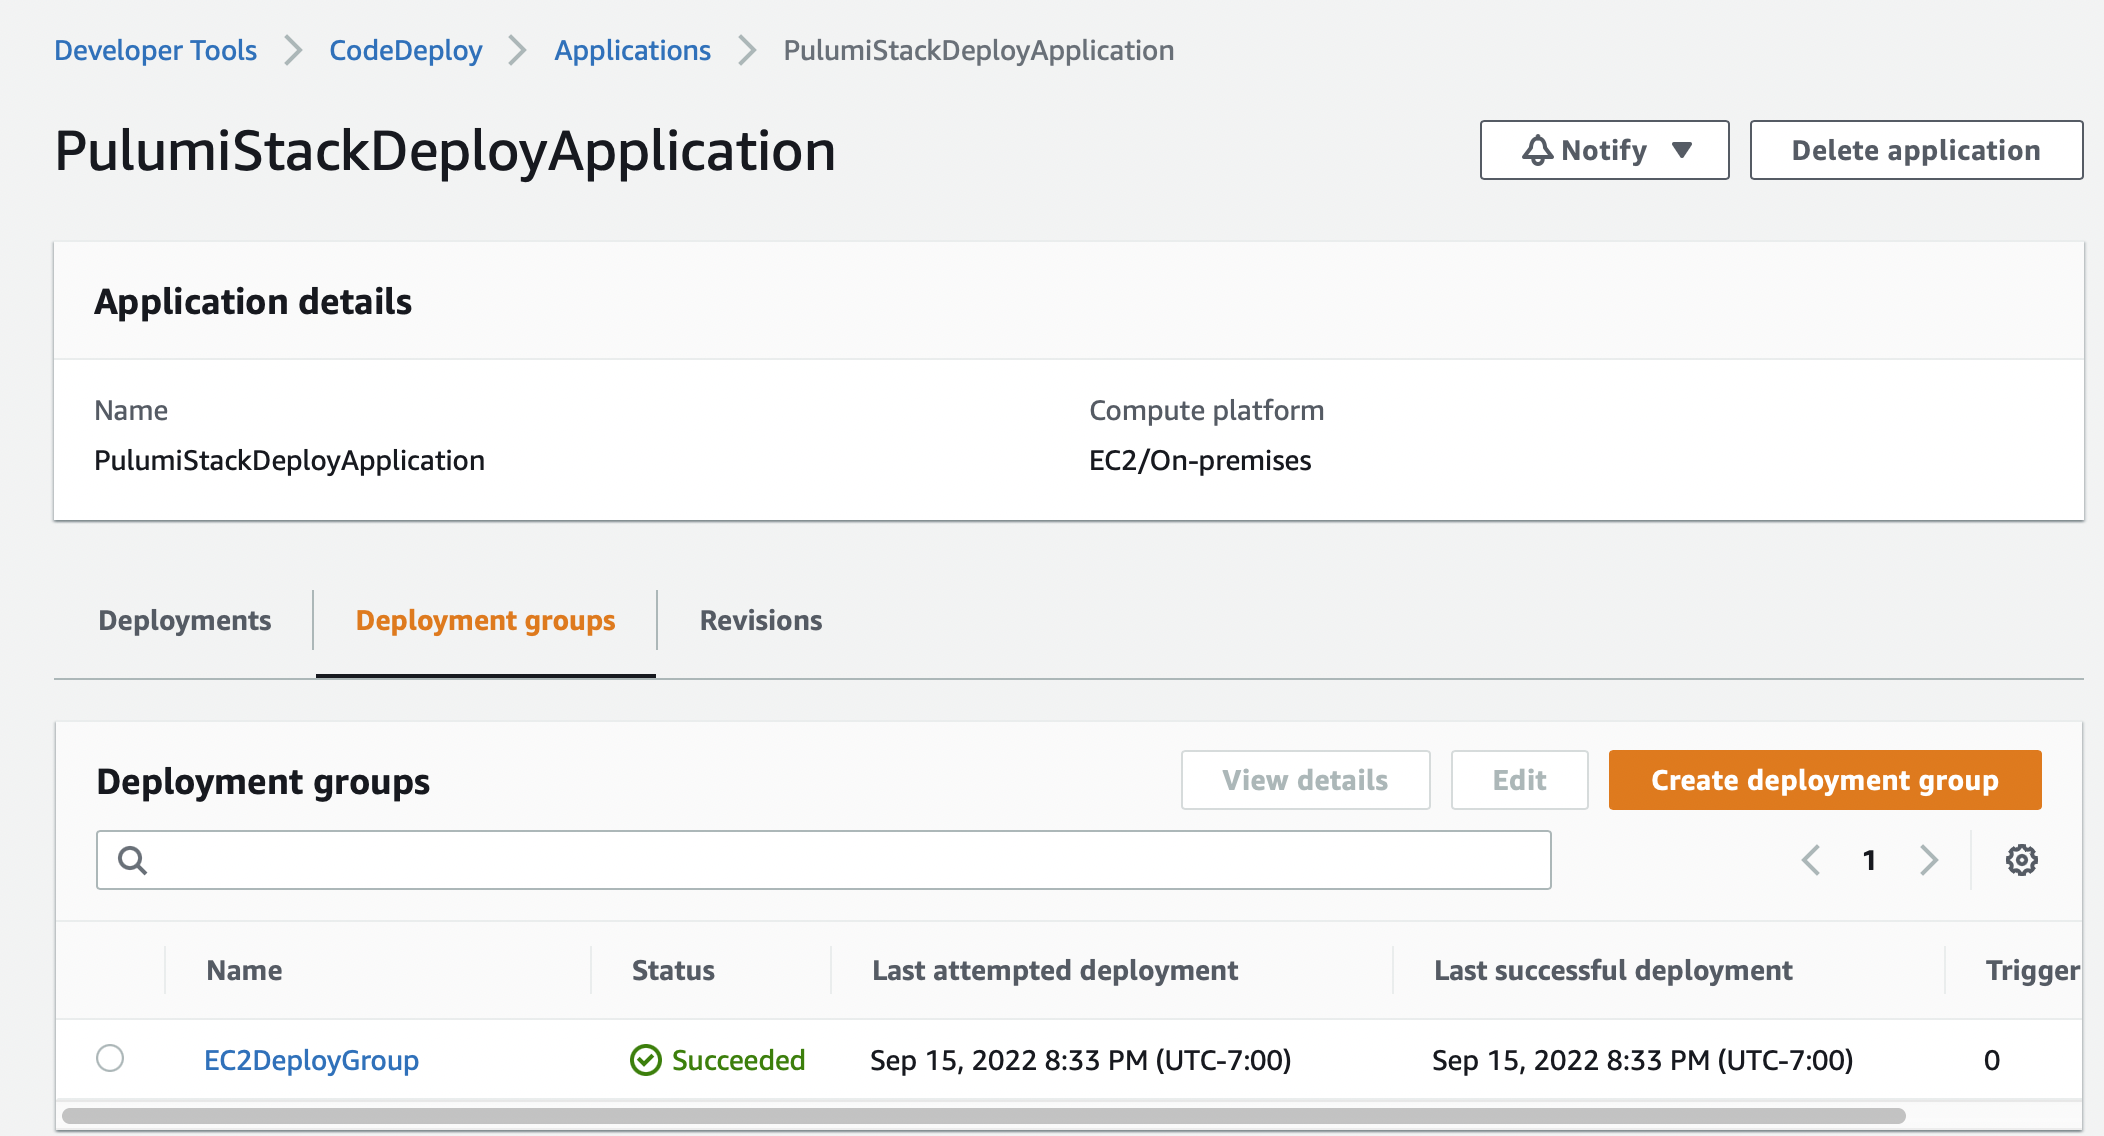 Developer Tools > CodeDeploy > Applications > PulumiStackDeployApplication
PulumiStackDeployApplication
Notify ▼ Delete application
Application details
Name Compute platform
PulumiStackDeployApplication EC2/On-premises
Deployments Deployment groups Revisions
Deployment groups View details Edit Create deployment group
1
Name Status Last attempted deployment Last successful deployment Trigger
EC2DeployGroup Succeeded Sep 15, 2022 8:33 PM (UTC-7:00) Sep 15, 2022 8:33 PM (UTC-7:00) 0